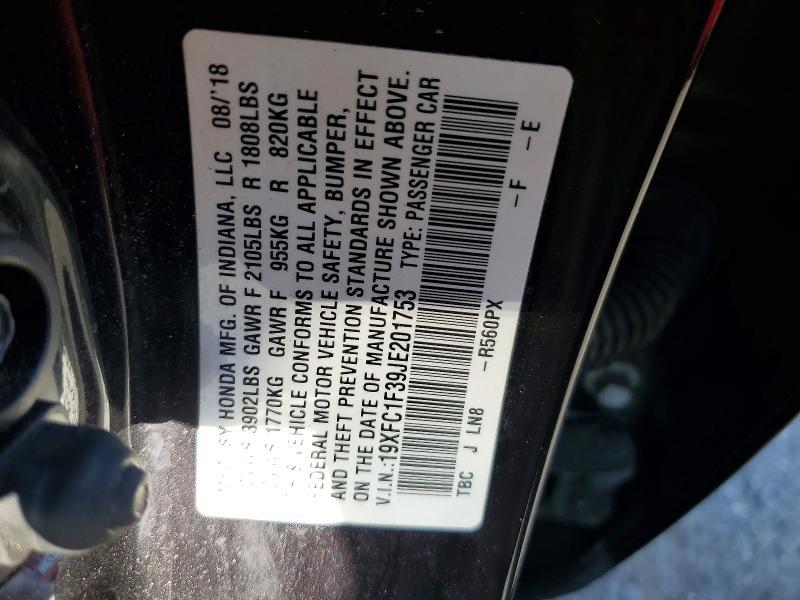 BY HONDA MFG. OF INDIANA, LLC 08/'18
3902LBS GAWR F 2105LBS R 1808LBS
1770KG GAWR F 955KG R 820KG
VEHICLE CONFORMS TO ALL APPLICABLE
FEDERAL MOTOR VEHICLE SAFETY, BUMPER,
AND THEFT PREVENTION STANDARDS IN EFFECT
ON THE DATE OF MANUFACTURE SHOWN ABOVE.
V.I.N.:19XFC1F39JE201753 TYPE: PASSENGER CAR
TBC J LN8 -R560PX -F -E